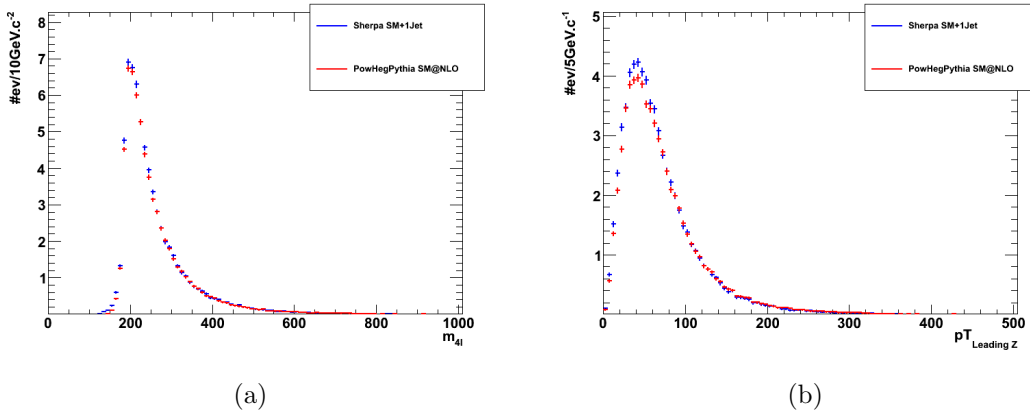 #ev/10GeV.c-2
8
7
6
5
4
3
2
1
0
200
400
600
800
1000
m4l
Sherpa SM+1Jet
PowHegPythia SM@NLO
(a)
#ev/5GeV.c-1
5
4
3
2
1
0
100
200
300
400
500
pT Leading Z
Sherpa SM+1Jet
PowHegPythia SM@NLO
(b)